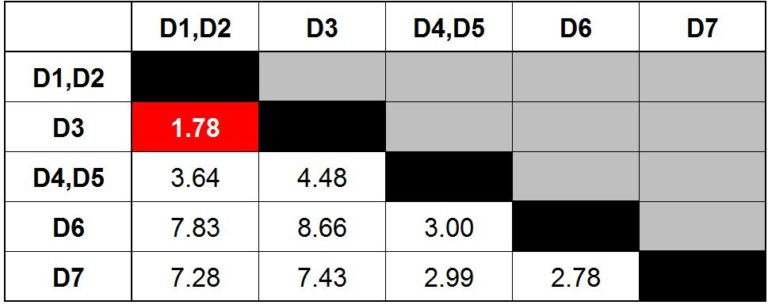 D1,D2 D3 D4,D5 D6 D7
D1,D2
D3 1.78
D4,D5 3.64 4.48
D6 7.83 8.66 3.00
D7 7.28 7.43 2.99 2.78